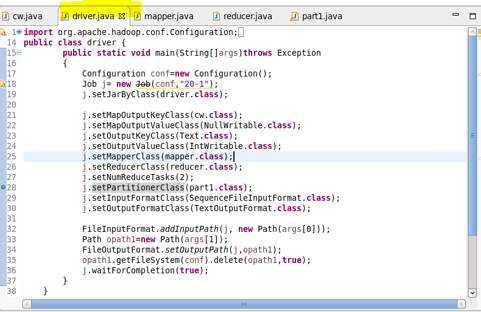 cw.java driver.java mapper.java reducer.java part1.java
1 import org.apache.hadoop.conf.Configuration;
14 public class driver {
15 public static void main(String[]args)throws Exception
16 {
17 Configuration conf=new Configuration();
18 Job j= new Job(conf,"20-1");
19 j.setJarByClass(driver.class);
20
21 j.setMapOutputKeyClass(cw.class);
22 j.setMapOutputValueClass(NullWritable.class);
23 j.setOutputKeyClass(Text.class);
24 j.setOutputValueClass(IntWritable.class);
25 j.setMapperClass(mapper.class);
26 j.setReducerClass(reducer.class);
27 j.setNumReduceTasks(2);
28 j.setPartitionerClass(part1.class);
29 j.setInputFormatClass(SequenceFileInputFormat.class);
30 j.setOutputFormatClass(TextOutputFormat.class);
31
32 FileInputFormat.addInputPath(j, new Path(args[0]));
33 Path opath1=new Path(args[1]);
34 FileOutputFormat.setOutputPath(j,opath1);
35 opath1.getFileSystem(conf).delete(opath1,true);
36 j.waitForCompletion(true);
37 }
38 }